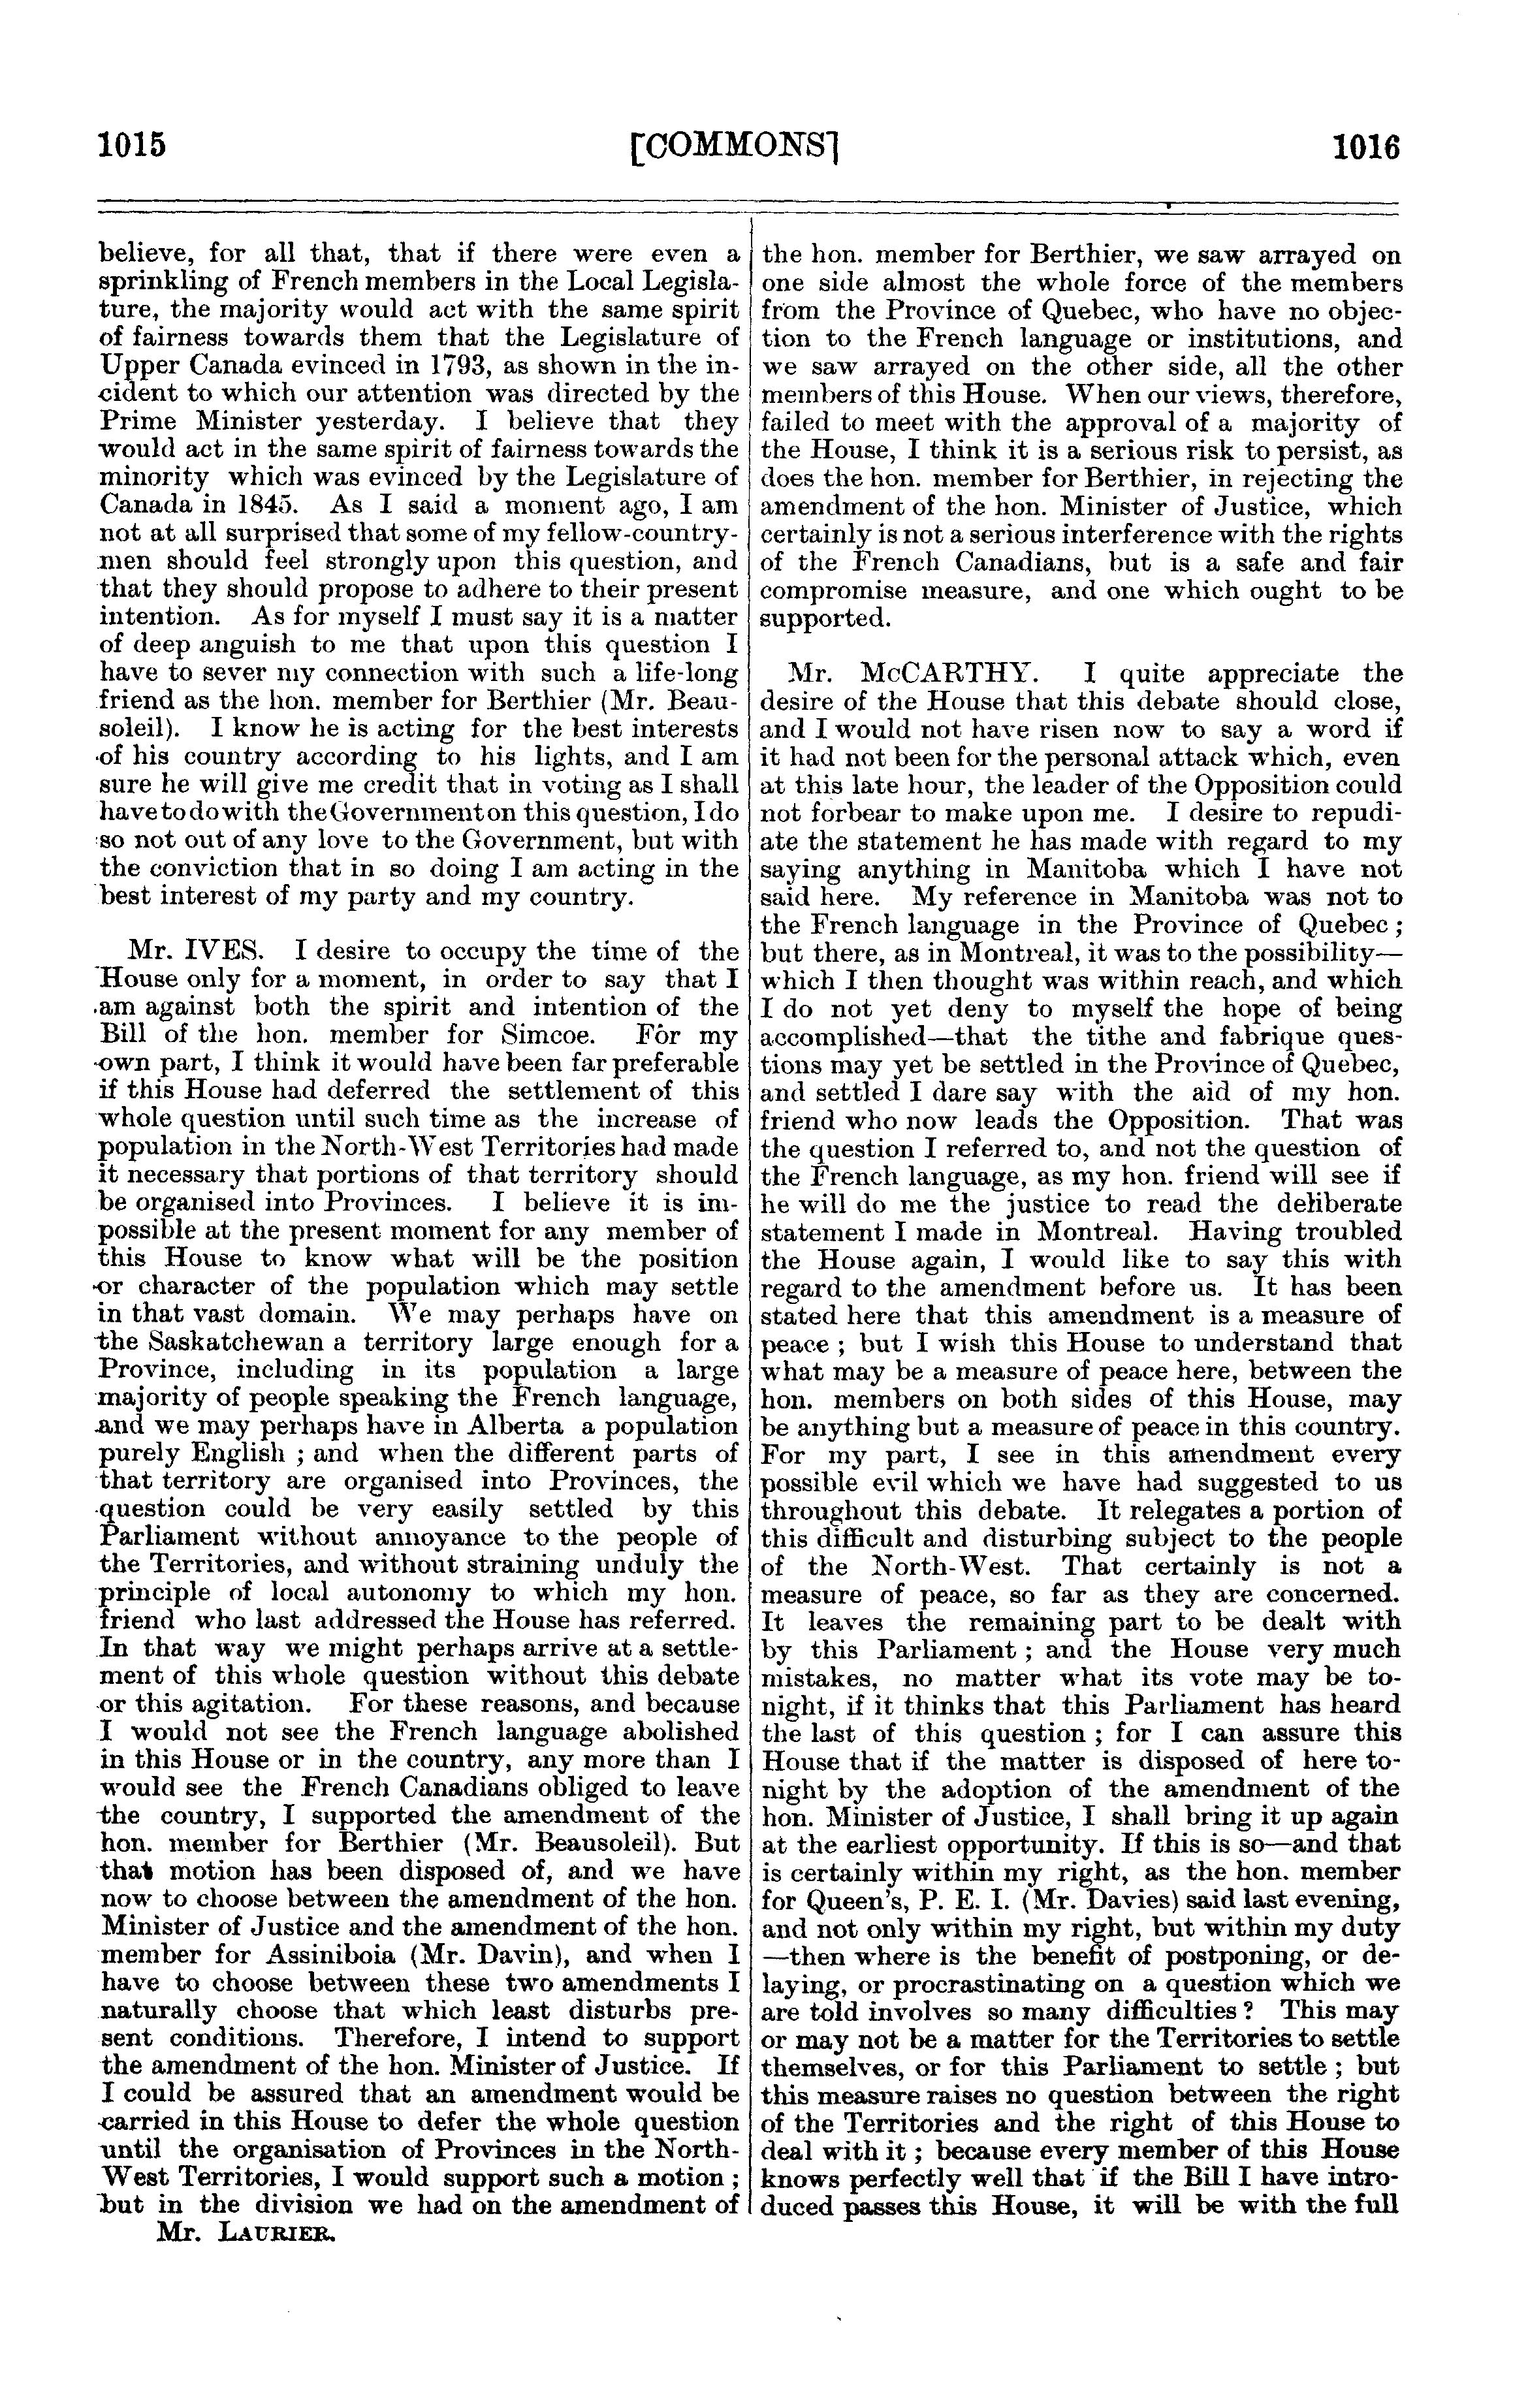 1015 [COMMONS] 1016
believe, for all that, that if there were even a
sprinkling of French members in the Local Legisla-
ture, the majority would act with the same spirit
of fairness towards them that the Legislature of
Upper Canada evinced in 1793, as shown in the in-
cident to which our attention was directed by the
Prime Minister yesterday. I believe that they
would act in the same spirit of fairness towards the
minority which was evinced by the Legislature of
Canada in 1845. As I said a moment ago, I am
not at all surprised that some of my fellow-country-
men should feel strongly upon this question, and
that they should propose to adhere to their present
intention. As for myself I must say it is a matter
of deep anguish to me that upon this question I
have to sever my connection with such a life-long
friend as the hon. member for Berthier (Mr. Beau-
soleil). I know he is acting for the best interests
of his country according to his lights, and I am
sure he will give me credit that in voting as I shall
have to do with the Government on this question, I do
so not out of any love to the Government, but with
the conviction that in so doing I am acting in the
best interest of my party and my country.
Mr. IVES. I desire to occupy the time of the
House only for a moment, in order to say that I
am against both the spirit and intention of the
Bill of the hon. member for Simcoe. For my
own part, I think it would have been far preferable
if this House had deferred the settlement of this
whole question until such time as the increase of
population in the North-West Territories had made
it necessary that portions of that territory should
be organised into Provinces. I believe it is im-
possible at the present moment for any member of
this House to know what will be the position
or character of the population which may settle
in that vast domain. We may perhaps have on
the Saskatchewan a territory large enough for a
Province, including in its population a large
majority of people speaking the French language,
and we may perhaps have in Alberta a population
purely English ; and when the different parts of
that territory are organised into Provinces, the
question could be very easily settled by this
Parliament without annoyance to the people of
the Territories, and without straining unduly the
principle of local autonomy to which my hon.
friend who last addressed the House has referred.
In that way we might perhaps arrive at a settle-
ment of this whole question without this debate
or this agitation. For these reasons, and because
I would not see the French language abolished
in this House or in the country, any more than I
would see the French Canadians obliged to leave
the country, I supported the amendment of the
hon. member for Berthier (Mr. Beausoleil). But
that motion has been disposed of, and we have
now to choose between the amendment of the hon.
Minister of Justice and the amendment of the hon.
member for Assiniboia (Mr. Davin), and when I
have to choose between these two amendments I
naturally choose that which least disturbs pre-
sent conditions. Therefore, I intend to support
the amendment of the hon. Minister of Justice. If
I could be assured that an amendment would be
carried in this House to defer the whole question
until the organisation of Provinces in the North-
West Territories, I would support such a motion ;
but in the division we had on the amendment of
Mr. LAURIER.
the hon. member for Berthier, we saw arrayed on
one side almost the whole force of the members
from the Province of Quebec, who have no objec-
tion to the French language or institutions, and
we saw arrayed on the other side, all the other
members of this House. When our views, therefore,
failed to meet with the approval of a majority of
the House, I think it is a serious risk to persist, as
does the hon. member for Berthier, in rejecting the
amendment of the hon. Minister of Justice, which
certainly is not a serious interference with the rights
of the French Canadians, but is a safe and fair
compromise measure, and one which ought to be
supported.
Mr. McCARTHY. I quite appreciate the
desire of the House that this debate should close,
and I would not have risen now to say a word if
it had not been for the personal attack which, even
at this late hour, the leader of the Opposition could
not forbear to make upon me. I desire to repudi-
ate the statement he has made with regard to my
saying anything in Manitoba which I have not
said here. My reference in Manitoba was not to
the French language in the Province of Quebec ;
but there, as in Montreal, it was to the possibility—
which I then thought was within reach, and which
I do not yet deny to myself the hope of being
accomplished—that the tithe and fabrique ques-
tions may yet be settled in the Province of Quebec,
and settled I dare say with the aid of my hon.
friend who now leads the Opposition. That was
the question I referred to, and not the question of
the French language, as my hon. friend will see if
he will do me the justice to read the deliberate
statement I made in Montreal. Having troubled
the House again, I would like to say this with
regard to the amendment before us. It has been
stated here that this amendment is a measure of
peace ; but I wish this House to understand that
what may be a measure of peace here, between the
hon. members on both sides of this House, may
be anything but a measure of peace in this country.
For my part, I see in this amendment every
possible evil which we have had suggested to us
throughout this debate. It relegates a portion of
this difficult and disturbing subject to the people
of the North-West. That certainly is not a
measure of peace, so far as they are concerned.
It leaves the remaining part to be dealt with
by this Parliament ; and the House very much
mistakes, no matter what its vote may be to-
night, if it thinks that this Parliament has heard
the last of this question ; for I can assure this
House that if the matter is disposed of here to-
night by the adoption of the amendment of the
hon. Minister of Justice, I shall bring it up again
at the earliest opportunity. If this is so—and that
is certainly within my right, as the hon. member
for Queen's, P. E. I. (Mr. Davies) said last evening,
and not only within my right, but within my duty
—then where is the benefit of postponing, or de-
laying, or procrastinating on a question which we
are told involves so many difficulties ? This may
or may not be a matter for the Territories to settle
themselves, or for this Parliament to settle ; but
this measure raises no question between the right
of the Territories and the right of this House to
deal with it ; because every member of this House
knows perfectly well that if the Bill I have intro-
duced passes this House, it will be with the full